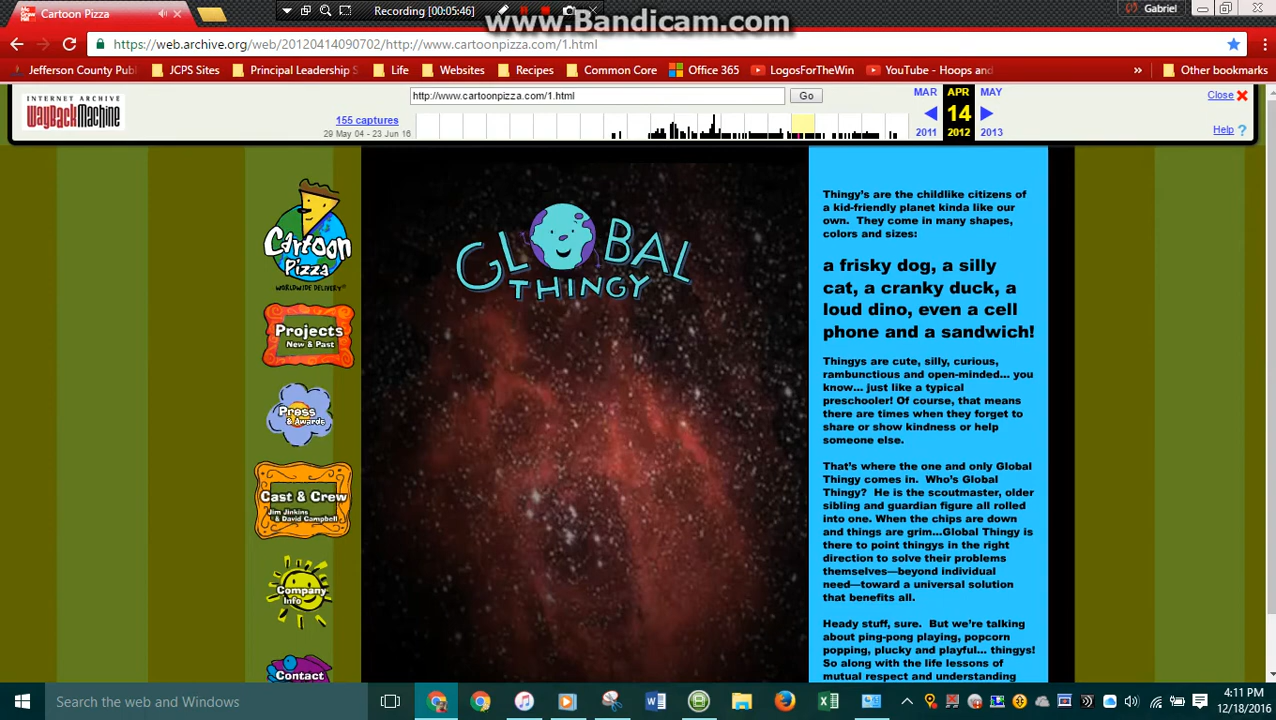 Cartoon Pizza
Recording [00:05:46]
www.Bandicam.com
Gabriel
https://web.archive.org/web/20120414090702/http://www.cartoonpizza.com/1.html
Jefferson County Pub
JCPS Sites
Principal Leadership S
Life
Websites
Recipes
Common Core
Office 365
LogosForTheWin
YouTube - Hoops and
»
Other bookmarks
INTERNET ARCHIVE
WayBackMachine
http://www.cartoonpizza.com/1.html
Go
155 captures
29 May 04 - 23 Jun 16
MAR
APR
MAY
14
2011
2012
2013
Close
Help ?
Cartoon
Pizza
WORLDWIDE DELIVERY
Projects
New & Past
Press
& Awards
Cast & Crew
Jim Jinkins
& David Campbell
Company
Info
Contact
GLOBAL
THINGY
Thingy's are the childlike citizens of
a kid-friendly planet kinda like our
own. They come in many shapes,
colors and sizes:
a frisky dog, a silly
cat, a cranky duck, a
loud dino, even a cell
phone and a sandwich!
Thingys are cute, silly, curious,
rambunctious and open-minded... you
know... just like a typical
preschooler! Of course, that means
there are times when they forget to
share or show kindness or help
someone else.
That's where the one and only Global
Thingy comes in. Who's Global
Thingy? He is the scoutmaster, older
sibling and guardian figure all rolled
into one. When the chips are down
and things are grim...Global Thingy is
there to point thingys in the right
direction to solve their problems
themselves—beyond individual
need—toward a universal solution
that benefits all.
Heady stuff, sure. But we're talking
about ping-pong playing, popcorn
popping, plucky and playful... thingys!
So along with the life lessons of
mutual respect and understanding
Search the web and Windows
4:11 PM
12/18/2016